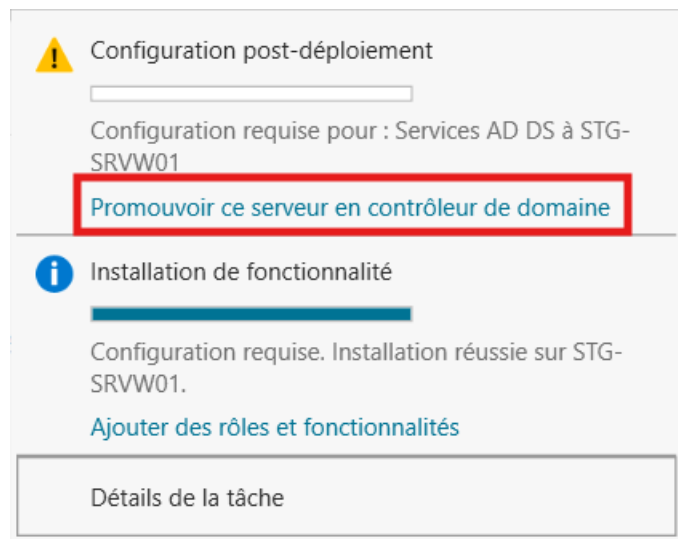 Configuration post-déploiement
Configuration requise pour : Services AD DS à STG-
SRVW01
Promouvoir ce serveur en contrôleur de domaine
Installation de fonctionnalité
Configuration requise. Installation réussie sur STG-
SRVW01.
Ajouter des rôles et fonctionnalités
Détails de la tâche